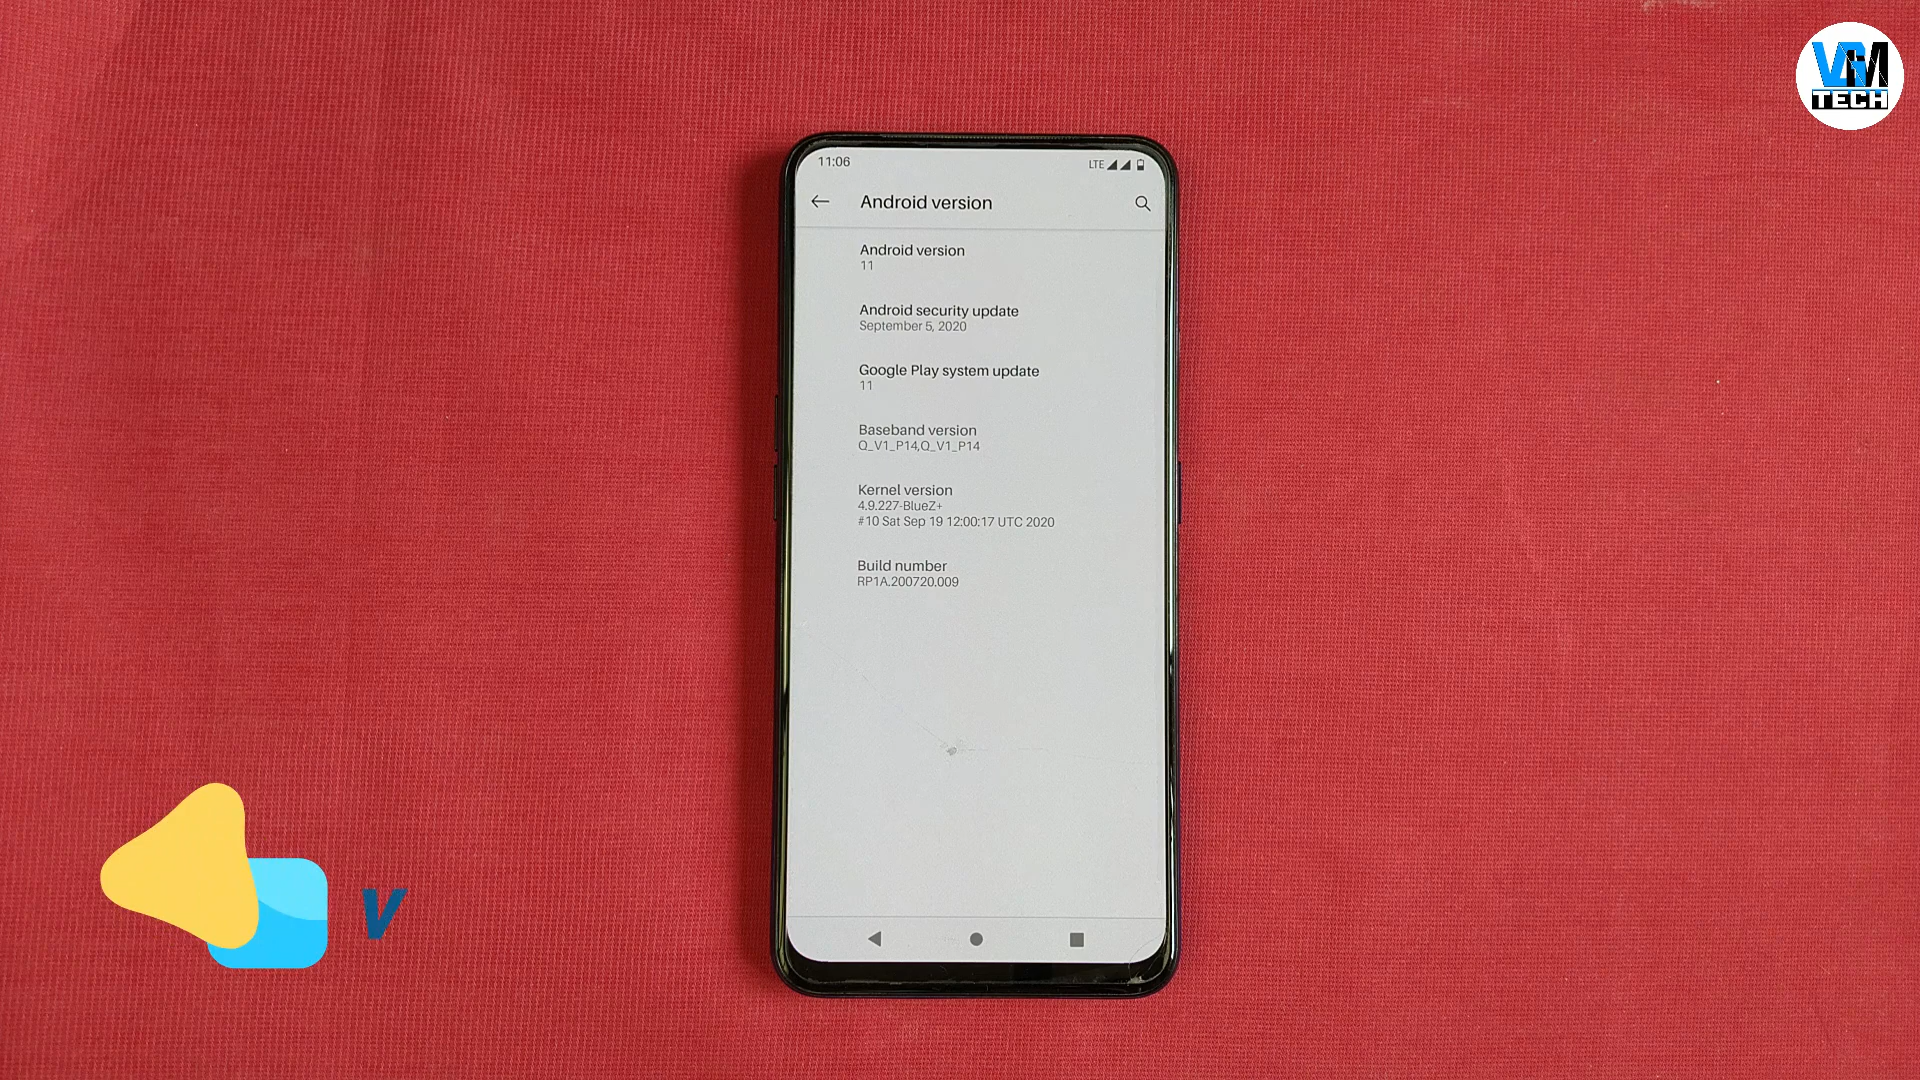 VGM
TECH
11:06
LTE
Android version
Android version
11
Android security update
September 5, 2020
Google Play system update
11
Baseband version
Q_V1_P14,Q_V1_P14
Kernel version
4.9.227-BlueZ+
#10 Sat Sep 19 12:00:17 UTC 2020
Build number
RP1A.200720.009
V